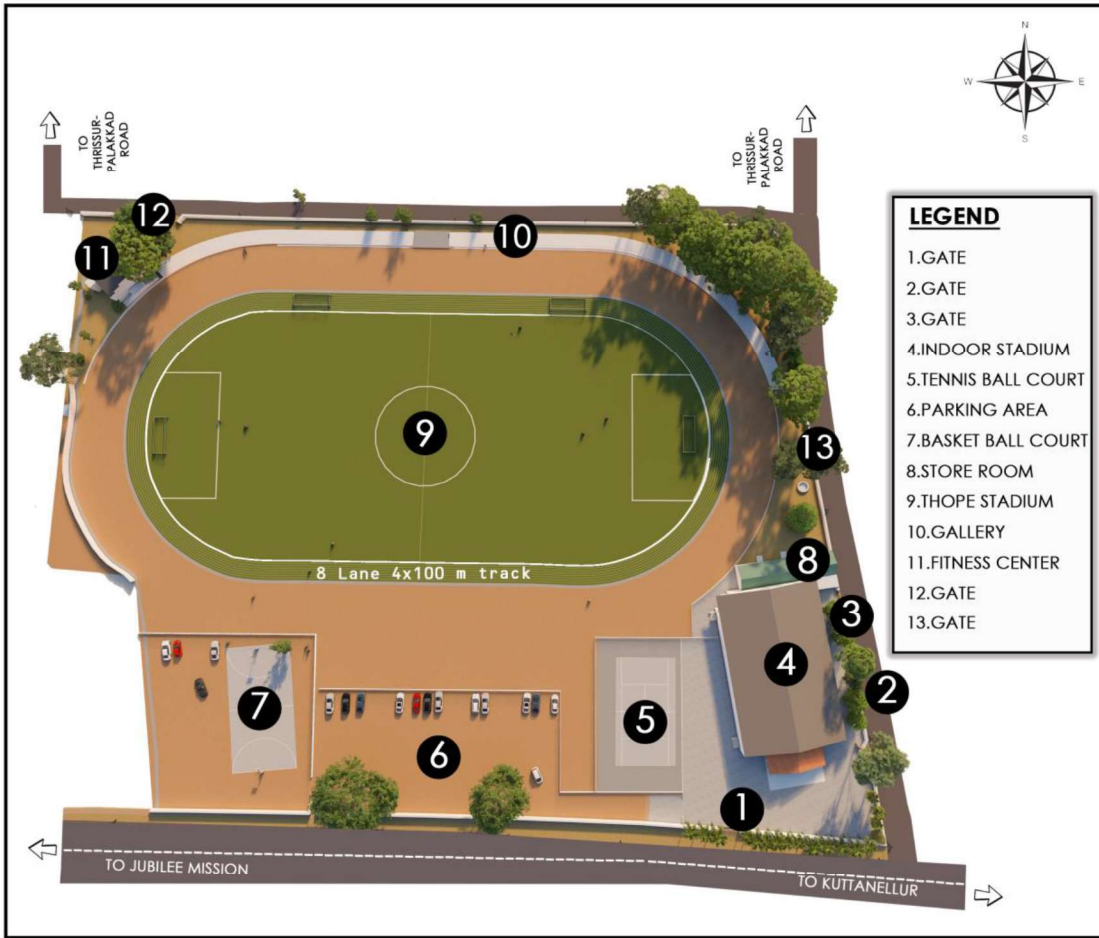 N
W
E
S
TO
THRISSUR-
PALAKKAD
ROAD
TO
THRISSUR-
PALAKKAD
ROAD
12
11
10
9
13
8 Lane 4x100 m track
8
3
4
2
7
5
6
1
TO JUBILEE MISSION
TO KUTTANELLUR
LEGEND
1.GATE
2.GATE
3.GATE
4.INDOOR STADIUM
5.TENNIS BALL COURT
6.PARKING AREA
7.BASKET BALL COURT
8.STORE ROOM
9.THOPE STADIUM
10.GALLERY
11.FITNESS CENTER
12.GATE
13.GATE